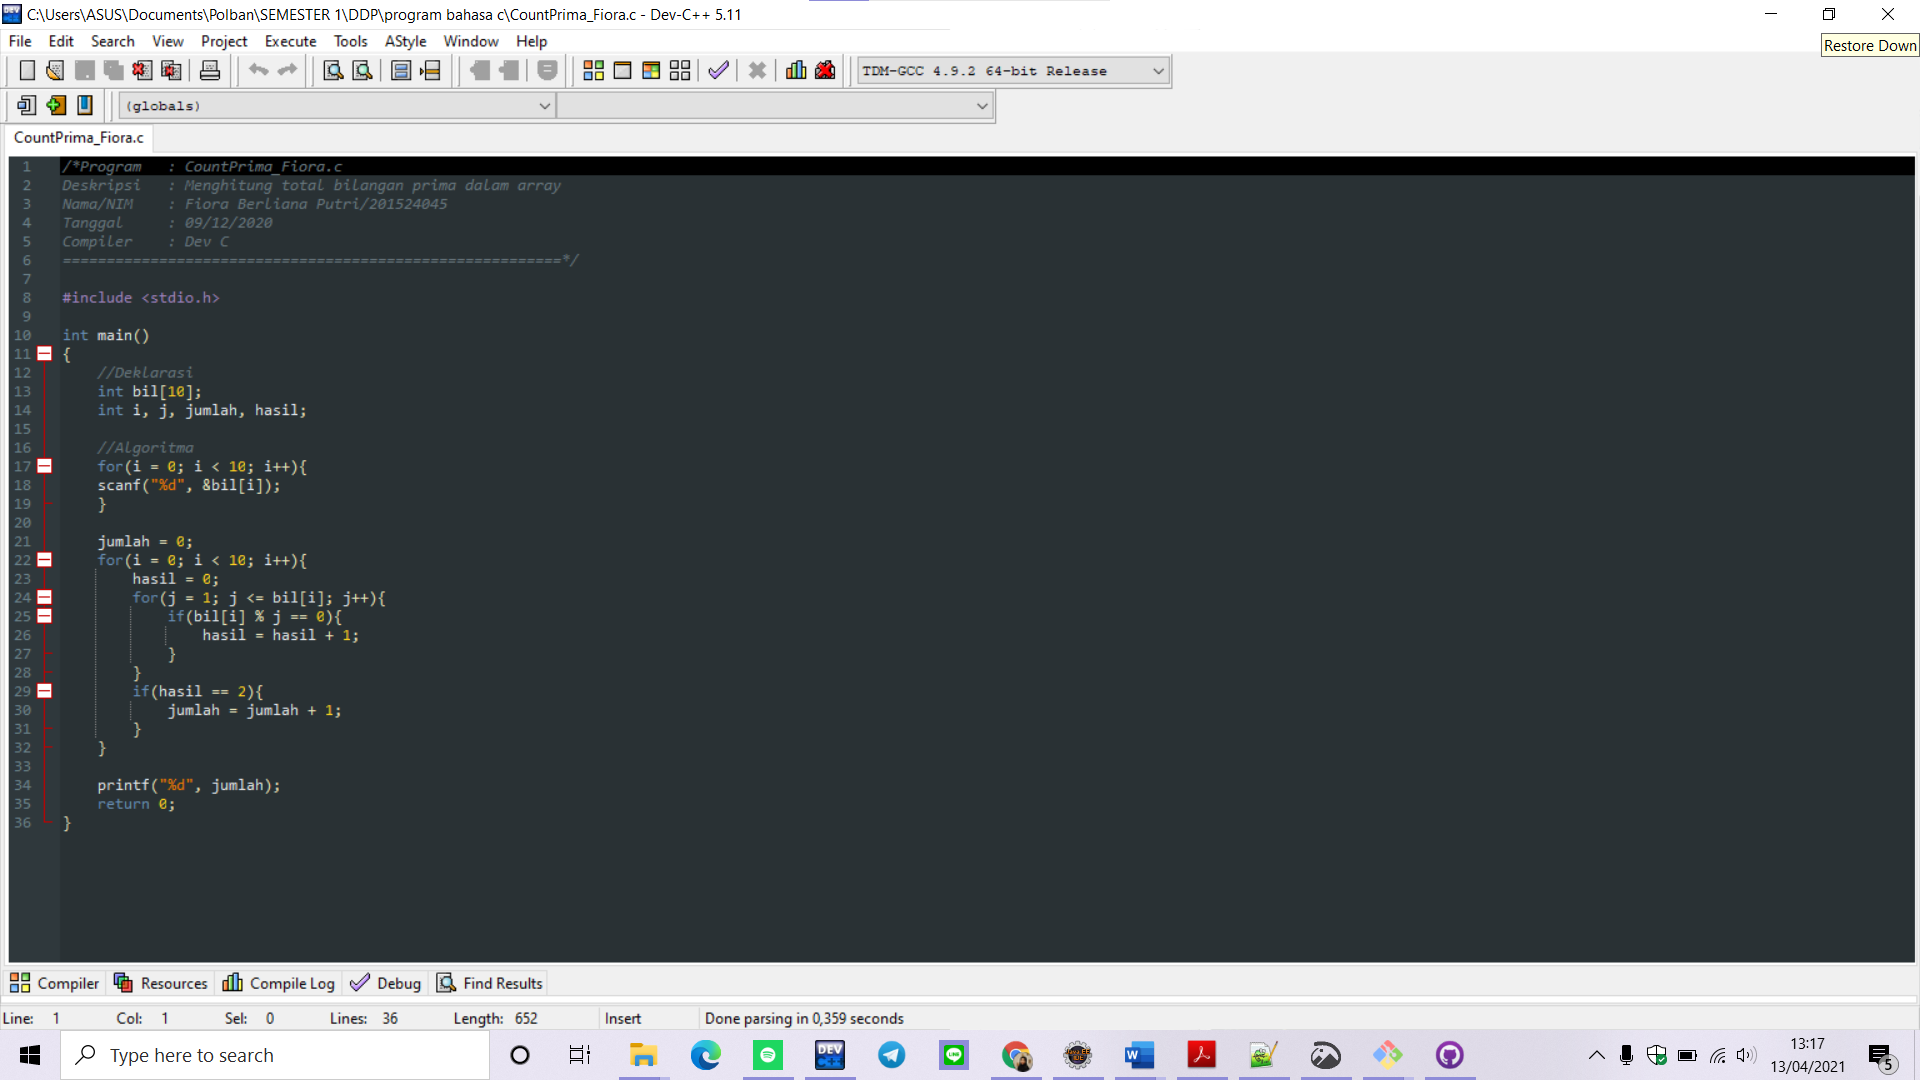 C:\Users\ASUS\Documents\Polban\SEMESTER 1\DDP\program bahasa c\CountPrima_Fiora.c - Dev-C++ 5.11
File Edit Search View Project Execute Tools AStyle Window Help
Restore Down
TDM-GCC 4.9.2 64-bit Release
(globals)
CountPrima_Fiora.c
1 /*Program   : CountPrima_Fiora.c
2 Deskripsi   : Menghitung total bilangan prima dalam array
3 Nama/NIM    : Fiora Berliana Putri/201524045
4 Tanggal     : 09/12/2020
5 Compiler    : Dev C
6 =========================================================*/
7
8 #include <stdio.h>
9
10 int main()
11 {
12     //Deklarasi
13     int bil[10];
14     int i, j, jumlah, hasil;
15
16     //Algoritma
17     for(i = 0; i < 10; i++){
18     scanf("%d", &bil[i]);
19     }
20
21     jumlah = 0;
22     for(i = 0; i < 10; i++){
23         hasil = 0;
24         for(j = 1; j <= bil[i]; j++){
25             if(bil[i] % j == 0){
26                 hasil = hasil + 1;
27             }
28         }
29         if(hasil == 2){
30             jumlah = jumlah + 1;
31         }
32     }
33
34     printf("%d", jumlah);
35     return 0;
36 }
Compiler Resources Compile Log Debug Find Results
Line: 1 Col: 1 Sel: 0 Lines: 36 Length: 652 Insert Done parsing in 0,359 seconds
Type here to search
DEV
13:17
13/04/2021
5